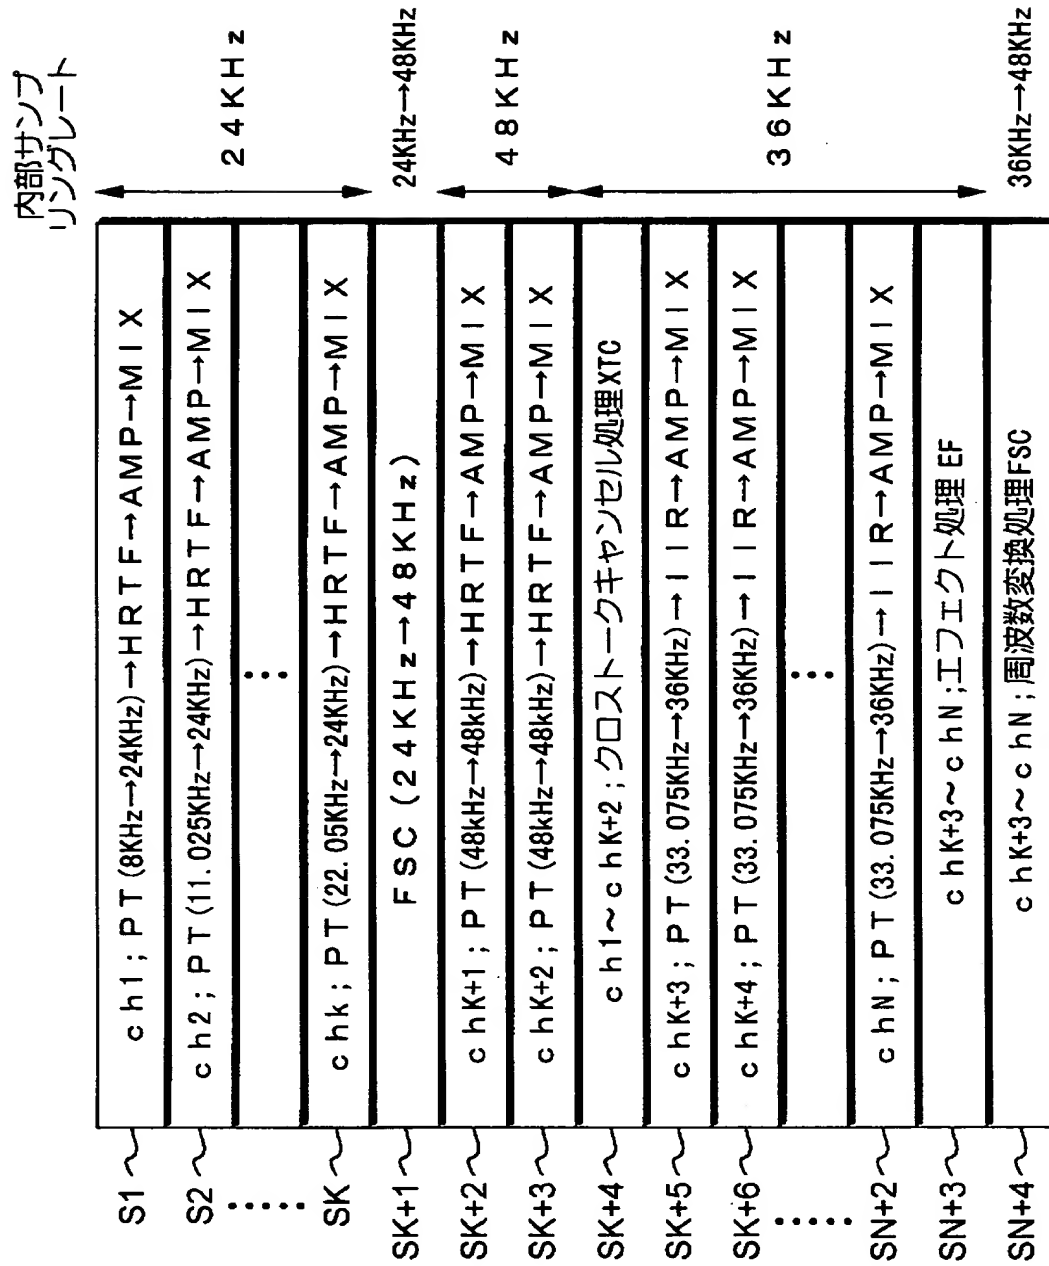 内部サンプ
リングレート
S1
ch1;PT(8KHz→24KHz)→HRTF→AMP→MIX
S2
ch2;PT(11.025KHz→24KHz)→HRTF→AMP→MIX
……
⋮
SK
chk;PT(22.05KHz→24KHz)→HRTF→AMP→MIX
24KHz
SK+1
FSC(24KHz→48KHz)
24KHz→48KHz
SK+2
chK+1;PT(48kHz→48kHz)→HRTF→AMP→MIX
SK+3
chK+2;PT(48kHz→48kHz)→HRTF→AMP→MIX
48KHz
SK+4
ch1~chK+2;クロストークキャンセル処理XTC
SK+5
chK+3;PT(33.075KHz→36KHz)→IIR→AMP→MIX
SK+6
chK+4;PT(33.075KHz→36KHz)→IIR→AMP→MIX
……
⋮
SN+2
chN;PT(33.075KHz→36KHz)→IIR→AMP→MIX
SN+3
chK+3~chN;エフェクト処理EF
36KHz
SN+4
chK+3~chN;周波数変換処理FSC
36KHz→48KHz